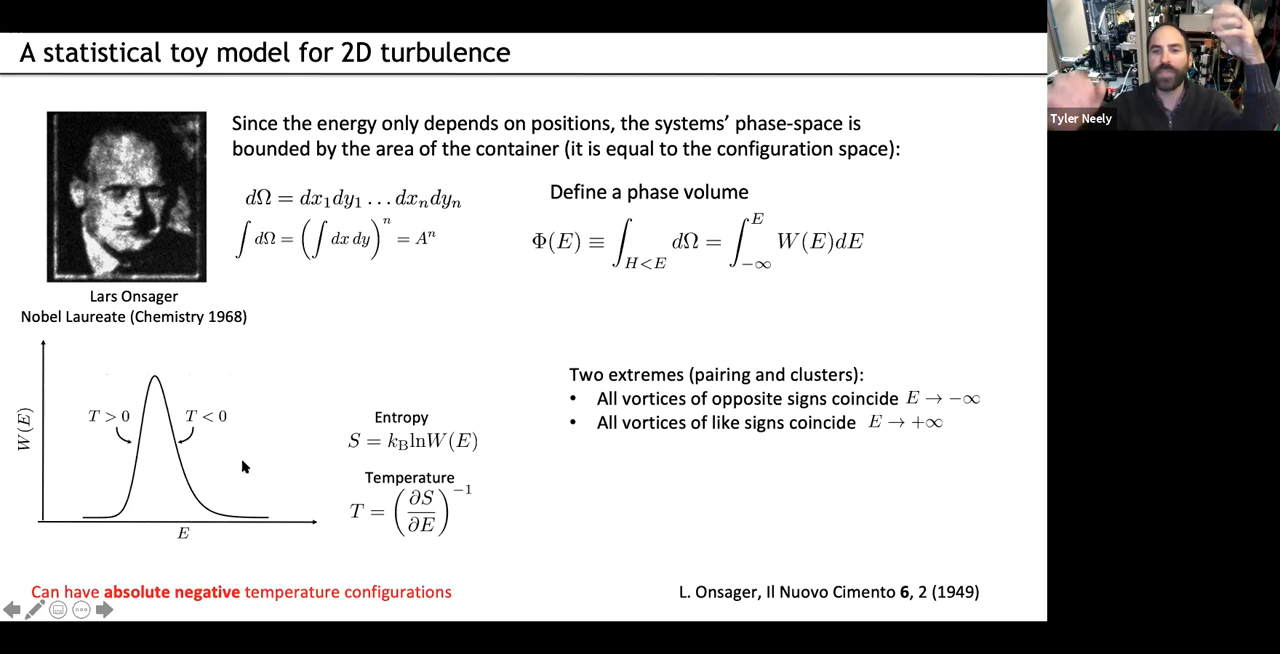 A statistical toy model for 2D turbulence
Tyler Neely
Since the energy only depends on positions, the systems' phase-space is
bounded by the area of the container (it is equal to the configuration space):
dΩ = dx₁dy₁ … dxₙdyₙ
∫ dΩ = (∫ dx dy)ⁿ = Aⁿ
Define a phase volume
Φ(E) ≡ ∫_{H<E} dΩ = ∫_{−∞}^{E} W(E)dE
Lars Onsager
Nobel Laureate (Chemistry 1968)
W(E)
T > 0
T < 0
E
Entropy
S = k_B lnW(E)
Temperature
T = (∂S/∂E)⁻¹
Two extremes (pairing and clusters):
• All vortices of opposite signs coincide E → −∞
• All vortices of like signs coincide E → +∞
Can have absolute negative temperature configurations
L. Onsager, Il Nuovo Cimento 6, 2 (1949)